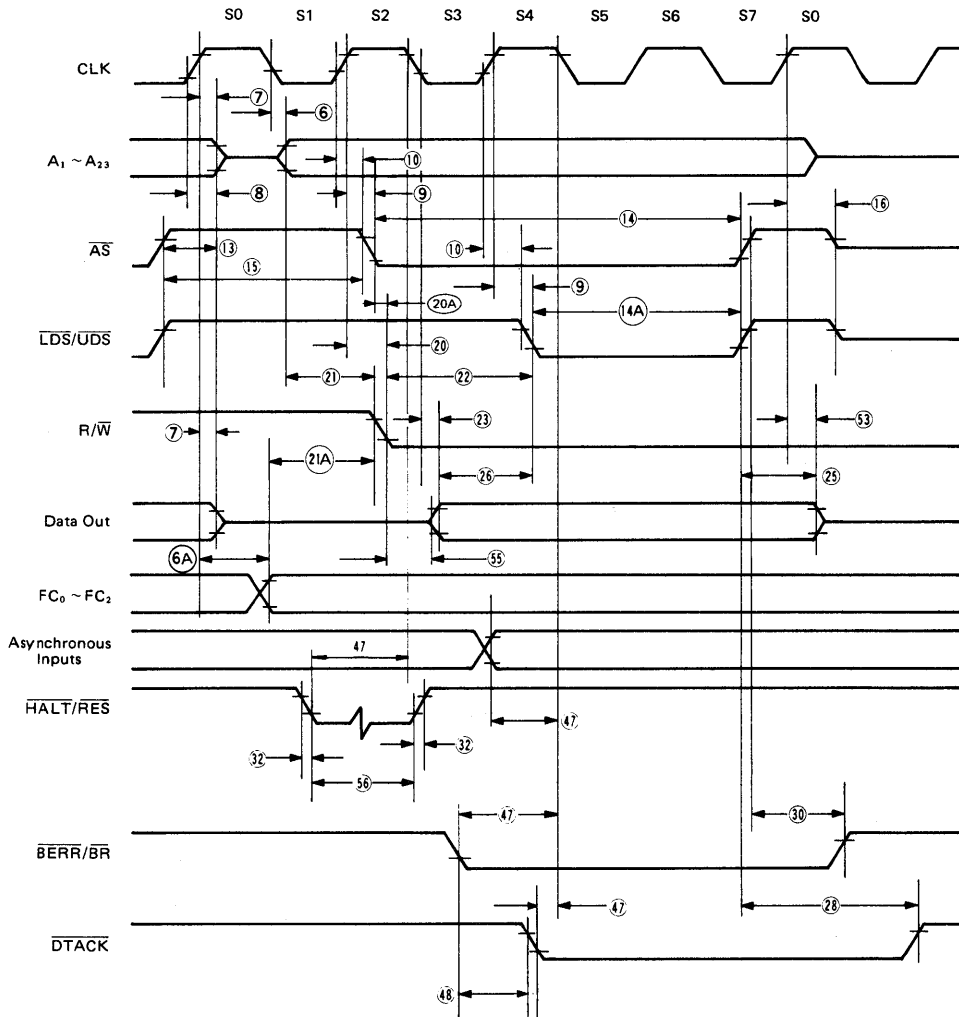 S0 S1 S2 S3 S4 S5 S6 S7 S0
CLK
7 6
A1 ~ A23
10
8 9
16
14
AS
13 10
15
9
20A
14A
LDS/UDS
20
21 22
R/W
23 53
7
21A
26 25
Data Out
6A 55
FC0 ~ FC2
Asynchronous
Inputs
47
HALT/RES
47
32 32
56
47
30
BERR/BR
47 28
DTACK
48